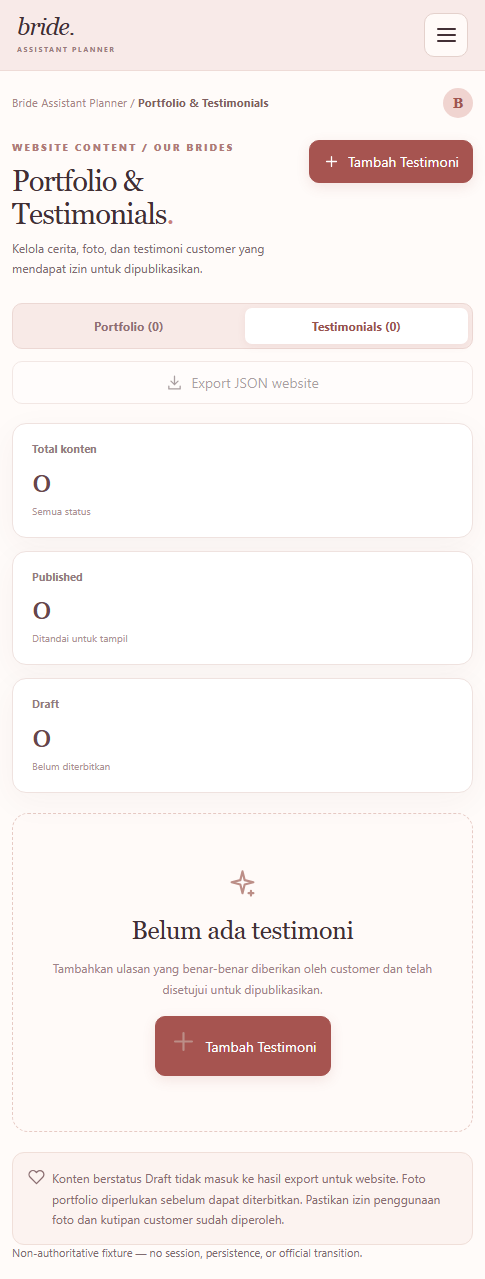 bride.
ASSISTANT PLANNER
Bride Assistant Planner / Portfolio & Testimonials
B
WEBSITE CONTENT / OUR BRIDES
Portfolio &
Testimonials.
Kelola cerita, foto, dan testimoni customer yang
mendapat izin untuk dipublikasikan.
Tambah Testimoni
Portfolio (0)
Testimonials (0)
Export JSON website
Total konten
0
Semua status
Published
0
Ditandai untuk tampil
Draft
0
Belum diterbitkan
Belum ada testimoni
Tambahkan ulasan yang benar-benar diberikan oleh customer dan telah
disetujui untuk dipublikasikan.
Tambah Testimoni
Konten berstatus Draft tidak masuk ke hasil export untuk website. Foto
portfolio diperlukan sebelum dapat diterbitkan. Pastikan izin penggunaan
foto dan kutipan customer sudah diperoleh.
Non-authoritative fixture — no session, persistence, or official transition.